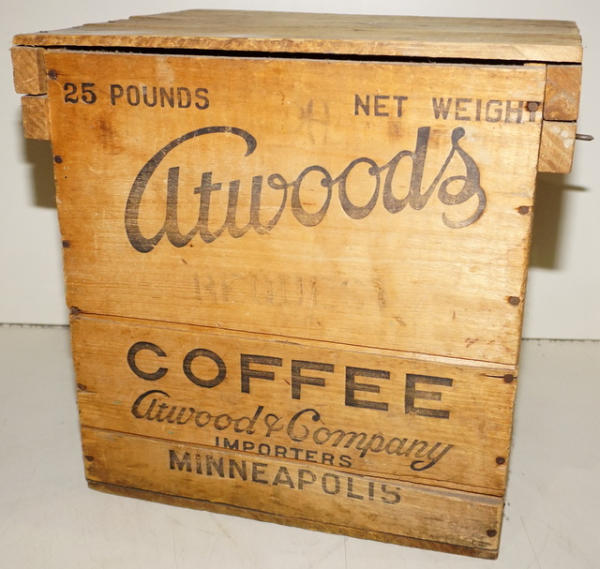 25 POUNDS NET WEIGHT
Atwoods
COFFEE
Atwood & Company
IMPORTERS
MINNEAPOLIS